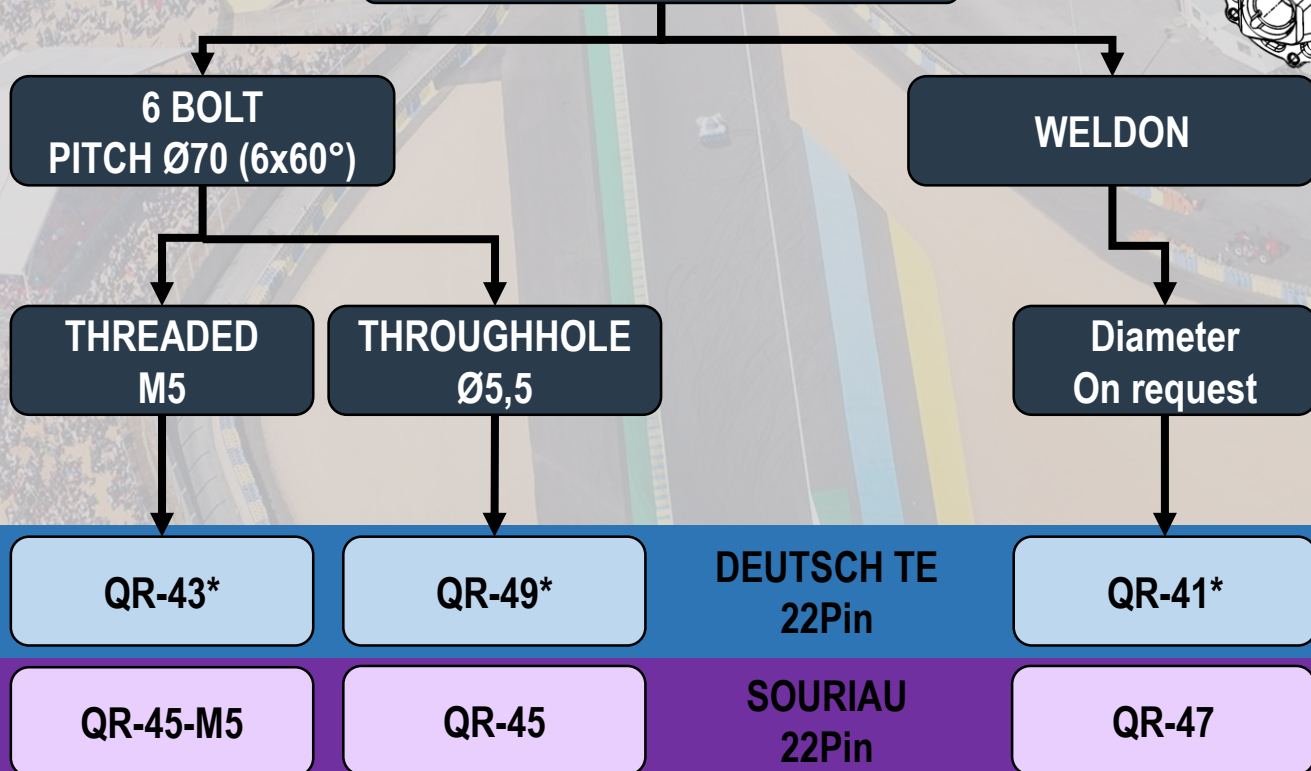 6 BOLT
PITCH Ø70 (6x60°)
WELDON
THREADED
M5
THROUGHHOLE
Ø5,5
Diameter
On request
QR-43*
QR-49*
DEUTSCH TE
22Pin
QR-41*
QR-45-M5
QR-45
SOURIAU
22Pin
QR-47